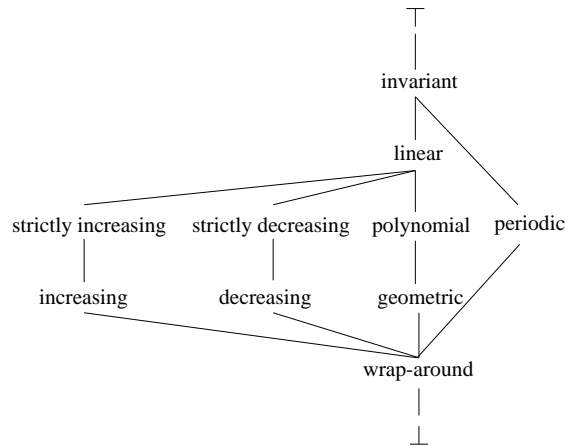 ⊤
invariant
linear
strictly increasing strictly decreasing polynomial periodic
increasing decreasing geometric
wrap-around
⊥